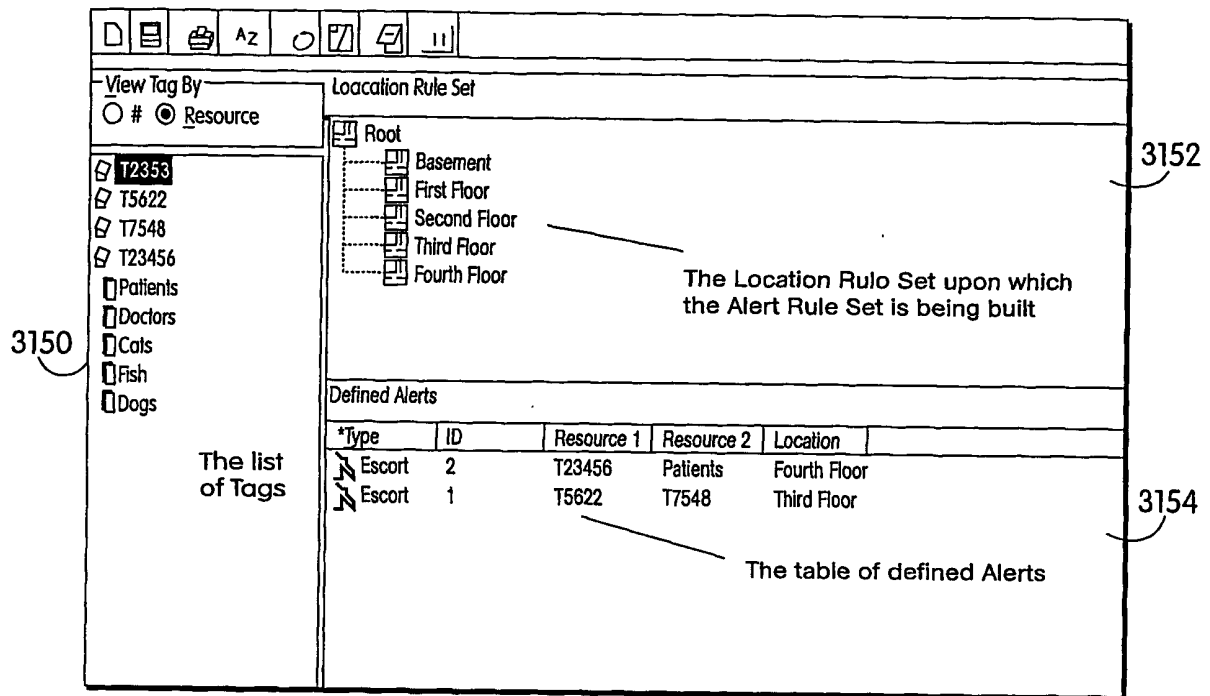 AZ
View Tag By
# Resource
Loacation Rule Set
T2353
T5622
T7548
T23456
Patients
Doctors
Cats
Fish
Dogs
The list
of Tags
3150
Root
Basement
First Floor
Second Floor
Third Floor
Fourth Floor
The Location Rulo Set upon which
the Alert Rule Set is being built
3152
Defined Alerts
*Type ID Resource 1 Resource 2 Location
Escort 2 T23456 Patients Fourth Floor
Escort 1 T5622 T7548 Third Floor
The table of defined Alerts
3154